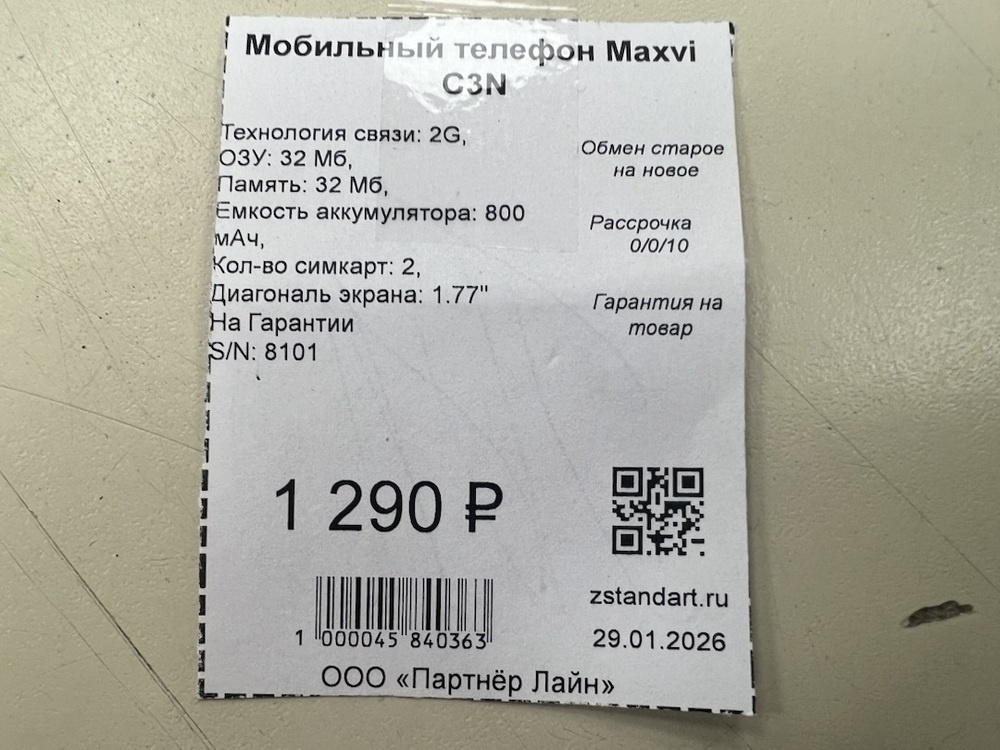 Мобильный телефон Maxvi
C3N
Технология связи: 2G,
ОЗУ: 32 Мб,
Память: 32 Мб,
Емкость аккумулятора: 800
мАч,
Кол-во симкарт: 2,
Диагональ экрана: 1.77"
На Гарантии
S/N: 8101
Обмен старое
на новое
Рассрочка
0/0/10
Гарантия на
товар
1 290 ₽
1 000045 840363
zstandart.ru
29.01.2026
ООО «Партнёр Лайн»